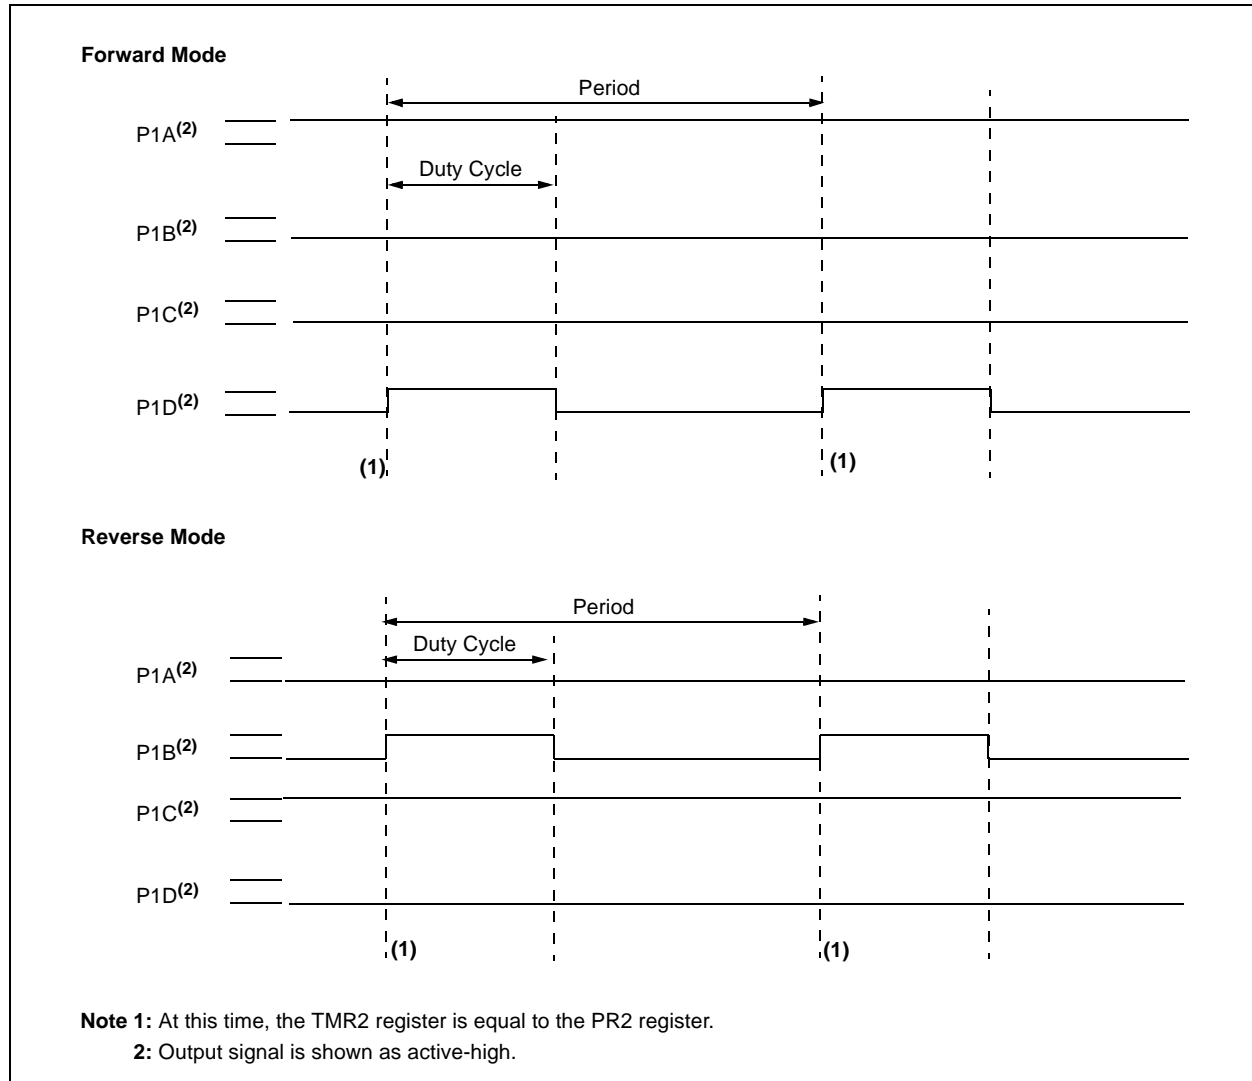 Forward Mode
Period
P1A(2)
Duty Cycle
P1B(2)
P1C(2)
P1D(2)
(1)
(1)
Reverse Mode
Period
Duty Cycle
P1A(2)
P1B(2)
P1C(2)
P1D(2)
(1)
(1)
Note 1: At this time, the TMR2 register is equal to the PR2 register.
2: Output signal is shown as active-high.